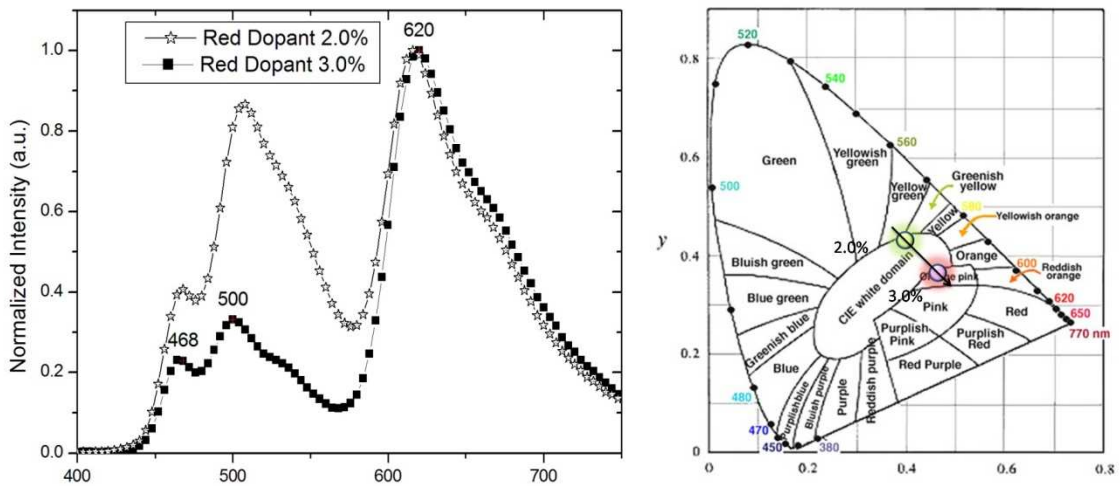 Red Dopant 2.0%
Red Dopant 3.0%
620
500
468
Normalized Intensity (a.u.)
1.0
0.8
0.6
0.4
0.2
0.0
400
500
600
700
520
540
560
500
580
600
620
650
770 nm
480
470
450
380
Green
Yellowish green
Yellow green
Greenish yellow
Yellow
Yellowish orange
Orange
Reddish orange
2.0%
3.0%
CIE white domain
Bluish green
Blue green
Greenish blue
Blue
Purplish blue
Bluish purple
Purple
Reddish purple
Pink
Purplish Pink
Red
Purplish Red
Red Purple
y
0.8
0.6
0.4
0.2
0
0
0.2
0.4
0.6
0.8